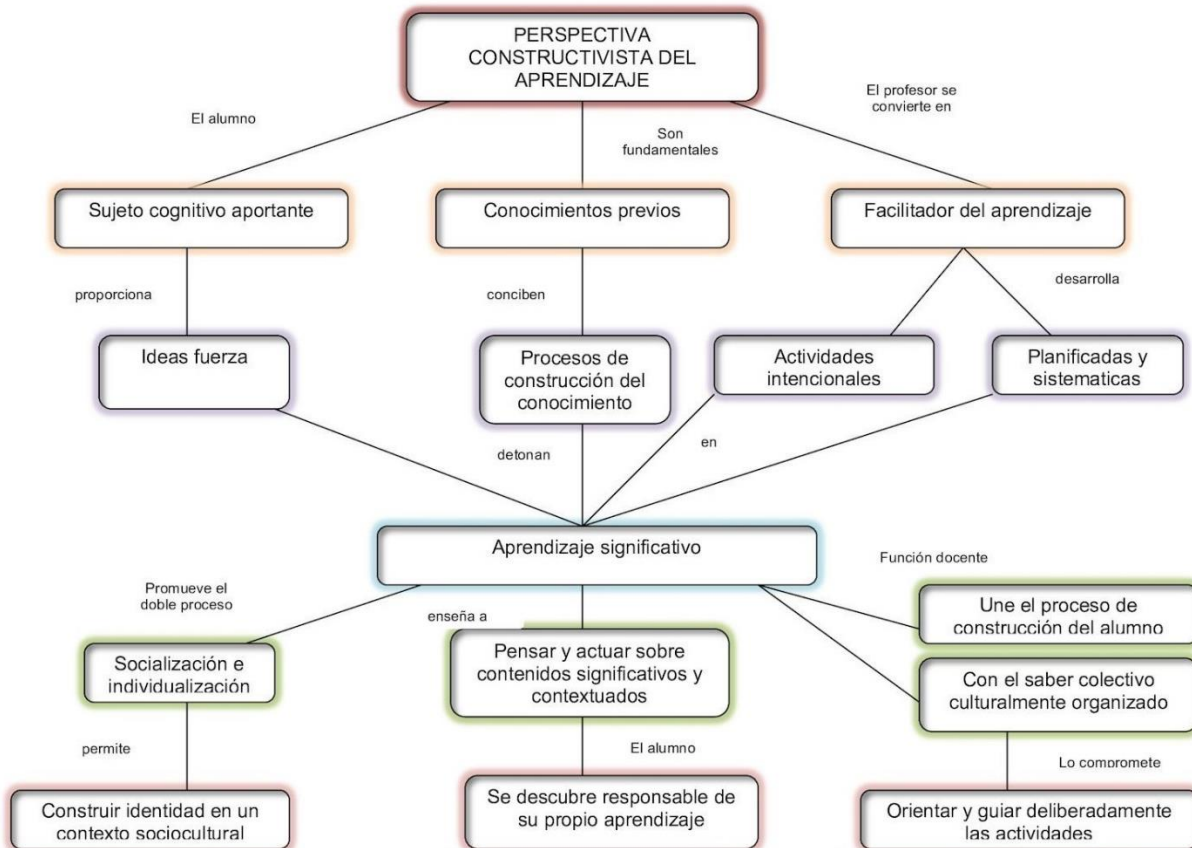 PERSPECTIVA
CONSTRUCTIVISTA DEL
APRENDIZAJE
El alumno
Son
fundamentales
El profesor se
convierte en
Sujeto cognitivo aportante
Conocimientos previos
Facilitador del aprendizaje
proporciona
conciben
desarrolla
Ideas fuerza
Procesos de
construcción del
conocimiento
Actividades
intencionales
Planificadas y
sistematicas
detonan
en
Aprendizaje significativo
Promueve el
doble proceso
enseña a
Función docente
Socialización e
individualización
Pensar y actuar sobre
contenidos significativos y
contextuados
Une el proceso de
construcción del alumno
Con el saber colectivo
culturalmente organizado
permite
El alumno
Lo compromete
Construir identidad en un
contexto sociocultural
Se descubre responsable de
su propio aprendizaje
Orientar y guiar deliberadamente
las actividades